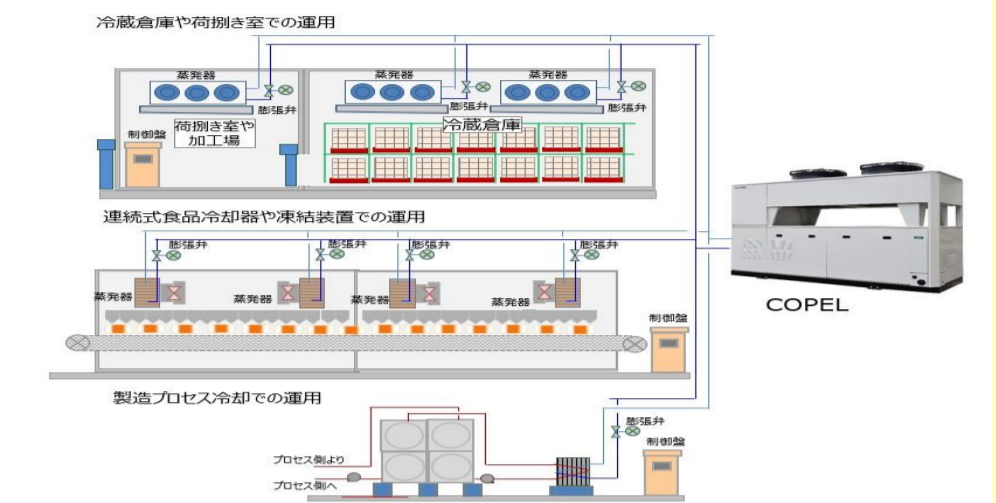 冷蔵倉庫や荷捌き室での運用
蒸発器
蒸発器
蒸発器
膨張弁
膨張弁
膨張弁
制御盤
荷捌き室や
加工場
冷蔵倉庫
連続式食品冷却器や凍結装置での運用
膨張弁
膨張弁
膨張弁
膨張弁
蒸発器
蒸発器
蒸発器
蒸発器
制御盤
COPEL
製造プロセス冷却での運用
膨張弁
制御盤
プロセス側より
プロセス側へ